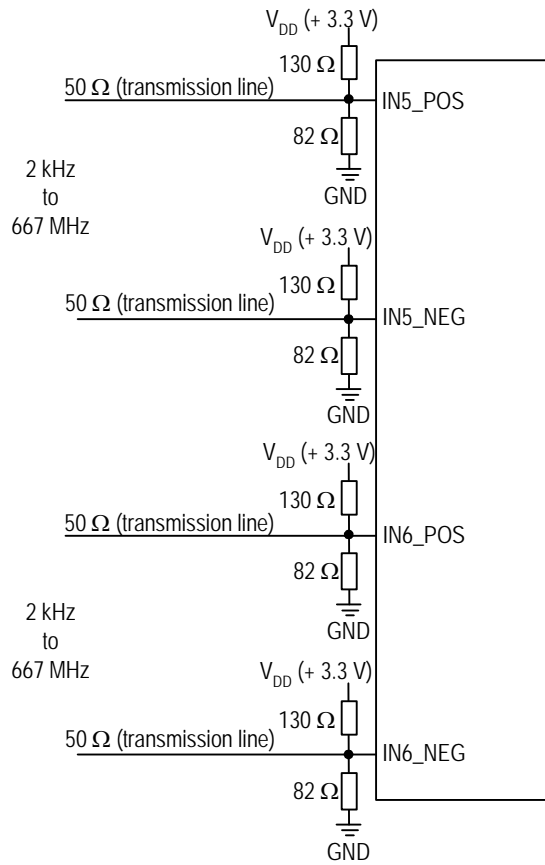 V_DD (+ 3.3 V)
130 Ω
50 Ω (transmission line)
IN5_POS
82 Ω
GND
2 kHz
to
667 MHz
V_DD (+ 3.3 V)
130 Ω
50 Ω (transmission line)
IN5_NEG
82 Ω
GND
V_DD (+ 3.3 V)
130 Ω
50 Ω (transmission line)
IN6_POS
82 Ω
GND
2 kHz
to
667 MHz
V_DD (+ 3.3 V)
130 Ω
50 Ω (transmission line)
IN6_NEG
82 Ω
GND